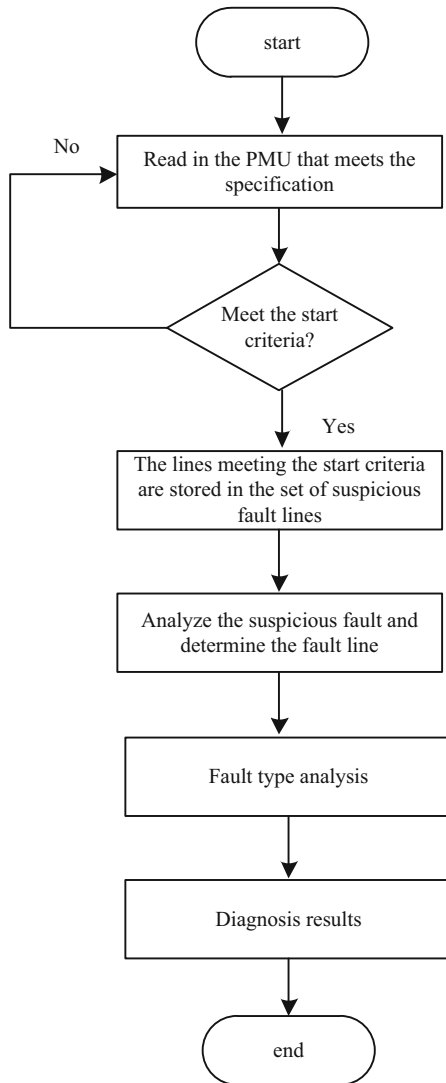 start
No
Read in the PMU that meets the
specification
Meet the start
criteria?
Yes
The lines meeting the start criteria
are stored in the set of suspicious
fault lines
Analyze the suspicious fault and
determine the fault line
Fault type analysis
Diagnosis results
end